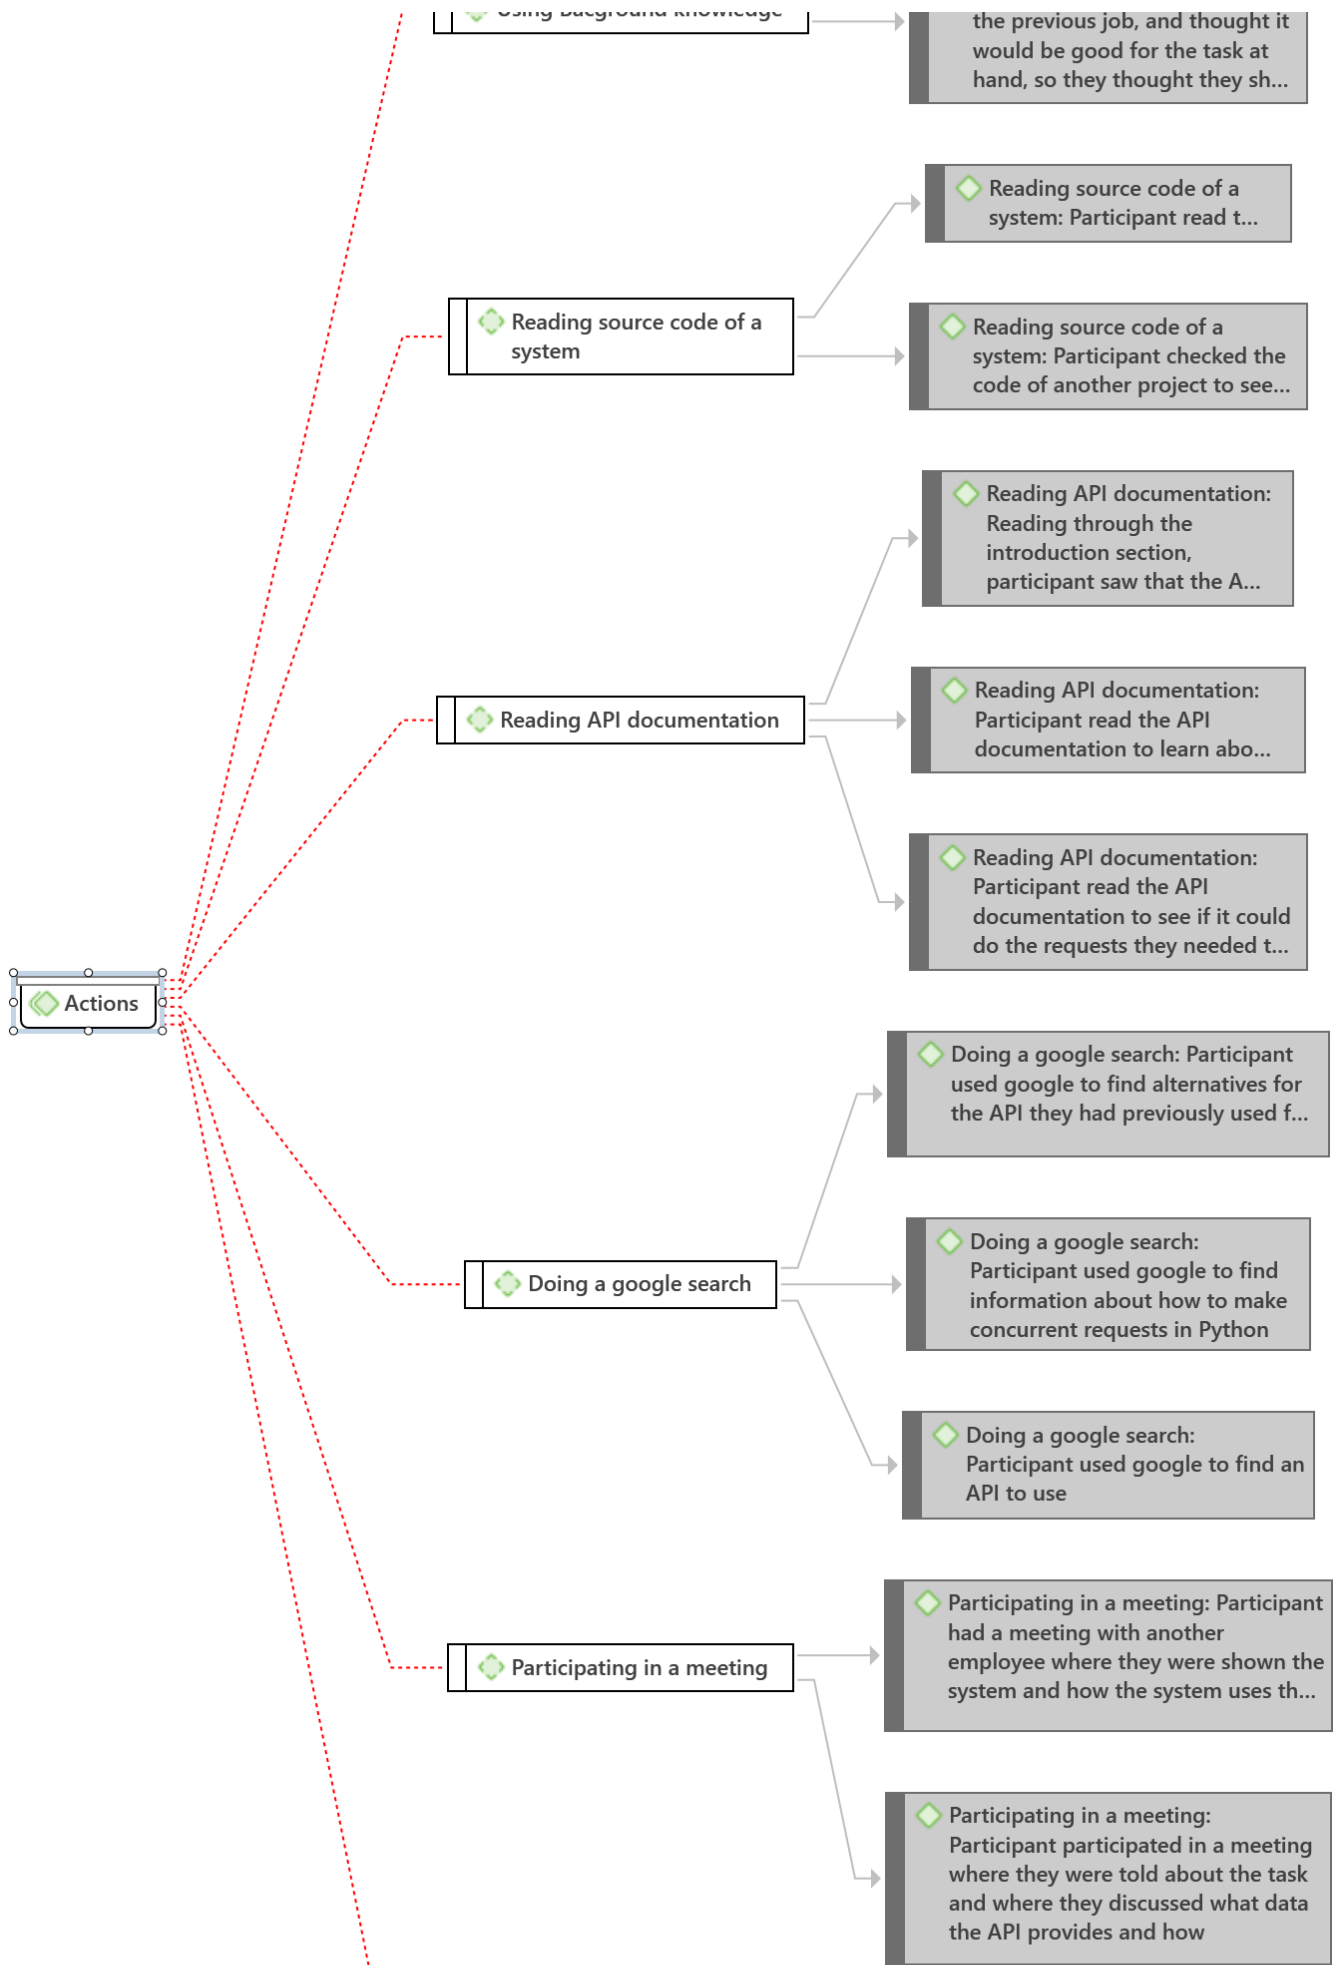 Using Bacground knowledge
the previous job, and thought it
would be good for the task at
hand, so they thought they sh...
Reading source code of a
system: Participant read t...
Reading source code of a
system
Reading source code of a
system: Participant checked the
code of another project to see...
Reading API documentation:
Reading through the
introduction section,
participant saw that the A...
Reading API documentation
Reading API documentation:
Participant read the API
documentation to learn abo...
Reading API documentation:
Participant read the API
documentation to see if it could
do the requests they needed t...
Actions
Doing a google search: Participant
used google to find alternatives for
the API they had previously used f...
Doing a google search
Doing a google search:
Participant used google to find
information about how to make
concurrent requests in Python
Doing a google search:
Participant used google to find an
API to use
Participating in a meeting
Participating in a meeting: Participant
had a meeting with another
employee where they were shown the
system and how the system uses th...
Participating in a meeting:
Participant participated in a meeting
where they were told about the task
and where they discussed what data
the API provides and how